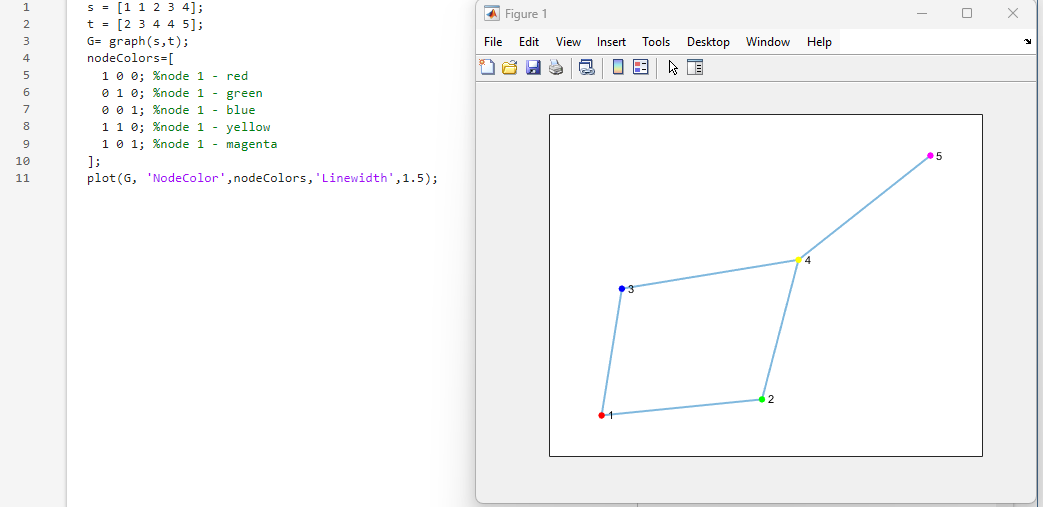 1 s = [1 1 2 3 4];
2 t = [2 3 4 4 5];
3 G= graph(s,t);
4 nodeColors=[
5 1 0 0; %node 1 - red
6 0 1 0; %node 1 - green
7 0 0 1; %node 1 - blue
8 1 1 0; %node 1 - yellow
9 1 0 1; %node 1 - magenta
10 ];
11 plot(G, 'NodeColor',nodeColors,'Linewidth',1.5);
Figure 1
File Edit View Insert Tools Desktop Window Help
5
4
3
2
1